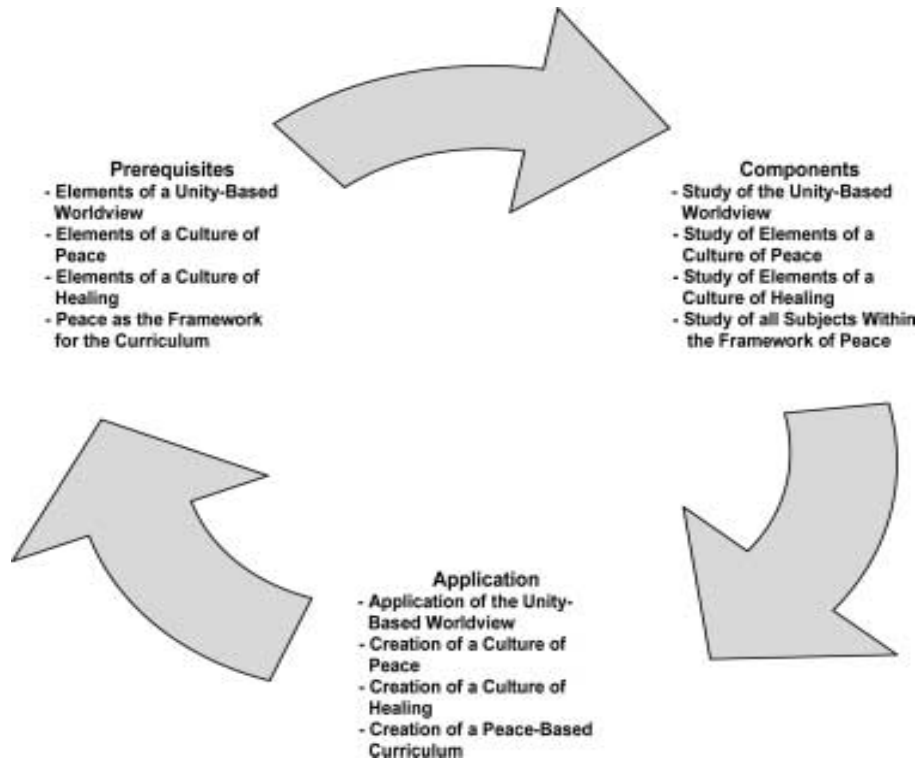 Prerequisites
- Elements of a Unity-Based
Worldview
- Elements of a Culture of
Peace
- Elements of a Culture of
Healing
- Peace as the Framework
for the Curriculum
Components
- Study of the Unity-Based
Worldview
- Study of Elements of a
Culture of Peace
- Study of Elements of a
Culture of Healing
- Study of all Subjects Within
the Framework of Peace
Application
- Application of the Unity-
Based Worldview
- Creation of a Culture of
Peace
- Creation of a Culture of
Healing
- Creation of a Peace-Based
Curriculum